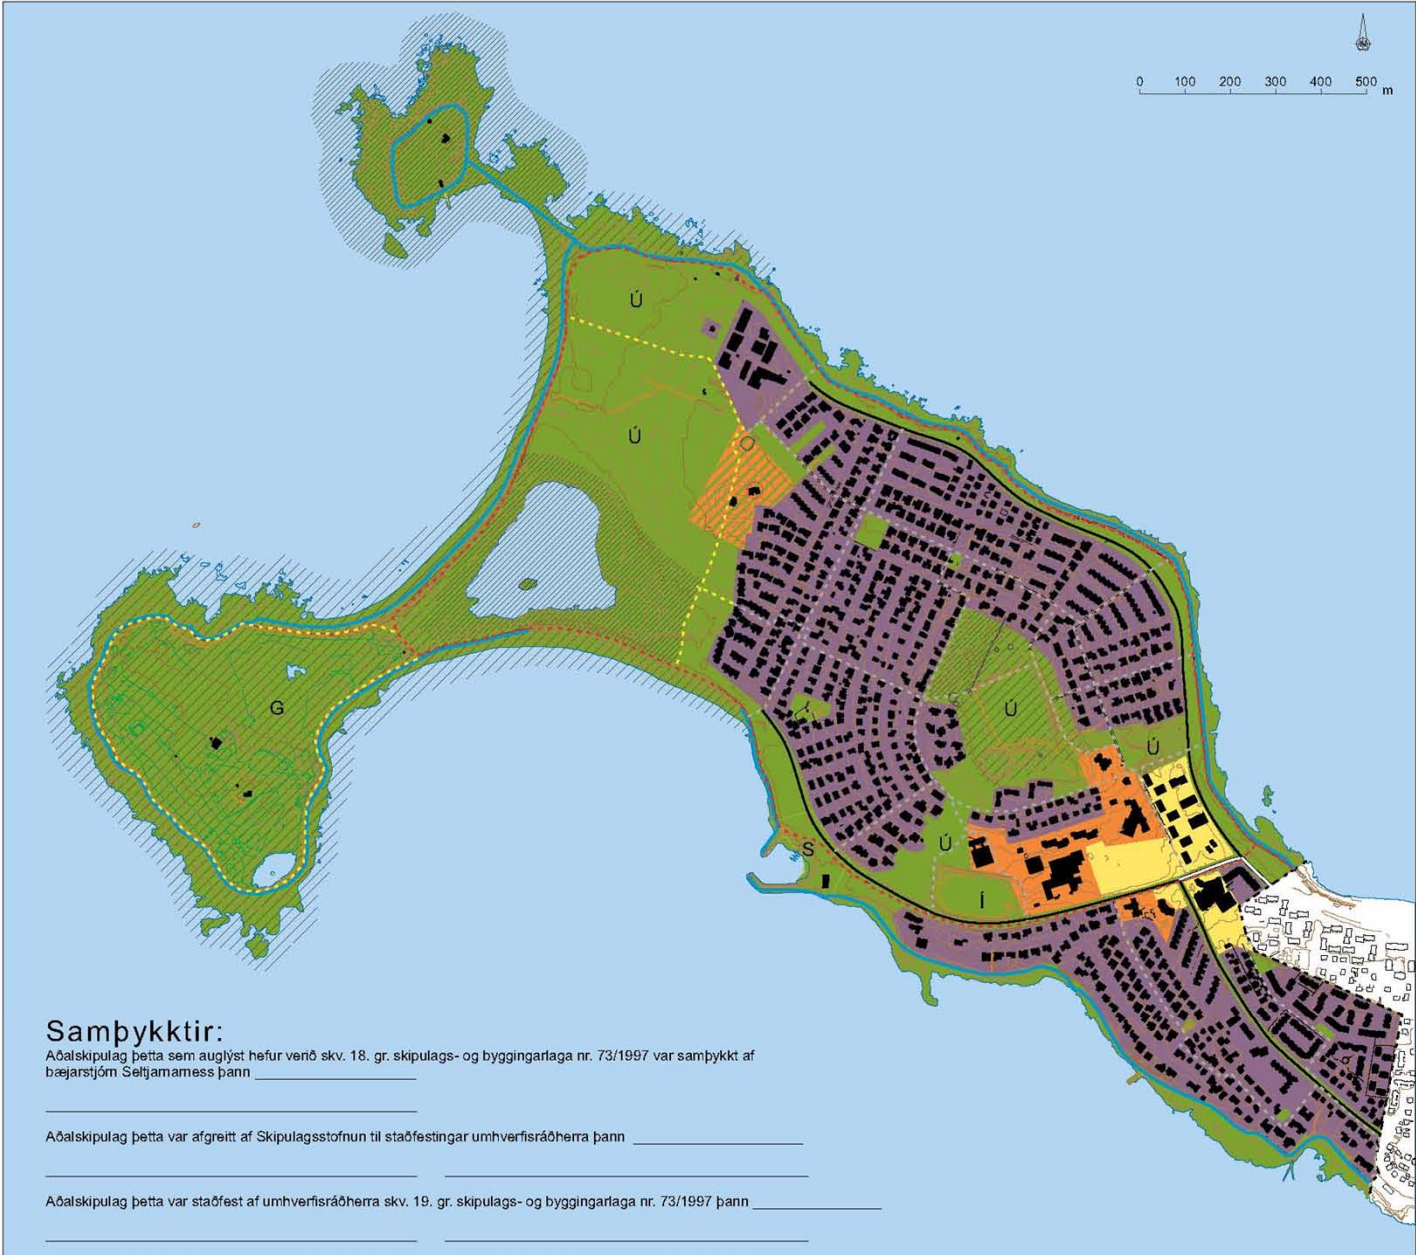 0 100 200 300 400 500 m
Ú
Ú
G
Ú
Ú
Ú
S
Í
Samþykktir:
Aðalskipulag þetta sem auglýst hefur verið skv. 18. gr. skipulags- og byggingarlaga nr. 73/1997 var samþykkt af
bæjarstjórn Seltjarnarness þann
Aðalskipulag þetta var afgreitt af Skipulagsstofnun til staðfestingar umhverfisráðherra þann
Aðalskipulag þetta var staðfest af umhverfisráðherra skv. 19. gr. skipulags- og byggingarlaga nr. 73/1997 þann